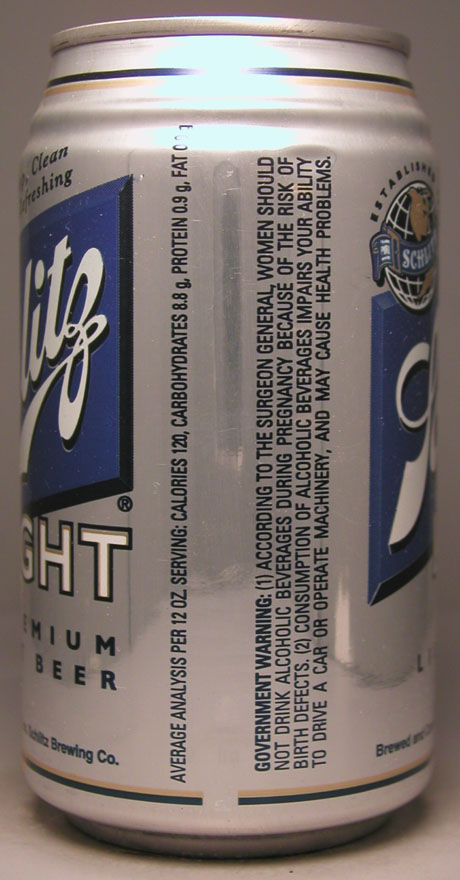 Clean
litz
®
GHT
EMIUM
BEER
Schlitz Brewing Co.
AVERAGE ANALYSIS PER 12 OZ. SERVING: CALORIES 120, CARBOHYDRATES 8.8 g, PROTEIN 0.9 g, FAT
GOVERNMENT WARNING: (1) ACCORDING TO THE SURGEON GENERAL, WOMEN SHOULD
NOT DRINK ALCOHOLIC BEVERAGES DURING PREGNANCY BECAUSE OF THE RISK OF
BIRTH DEFECTS. (2) CONSUMPTION OF ALCOHOLIC BEVERAGES IMPAIRS YOUR ABILITY
TO DRIVE A CAR OR OPERATE MACHINERY, AND MAY CAUSE HEALTH PROBLEMS.
ESTABLISHED
SCHLITZ
Brewed and